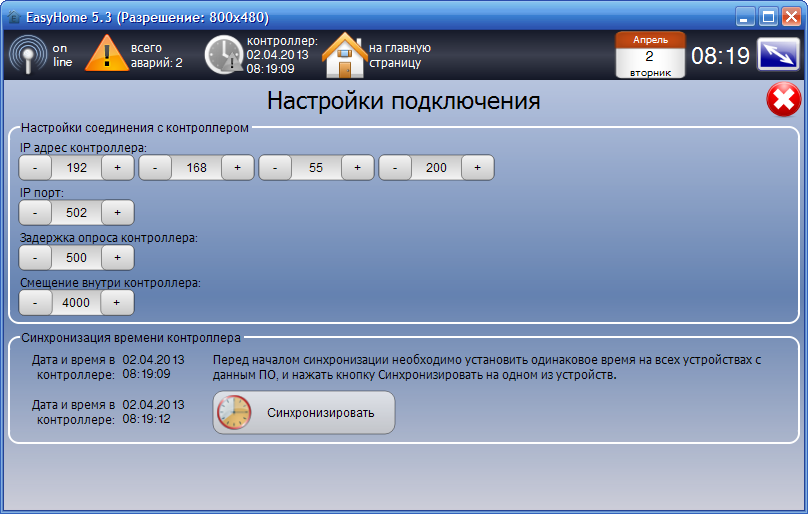 EasyHome 5.3 (Разрешение: 800x480)
on
line
всего
аварий: 2
контроллер:
02.04.2013
08:19:09
на главную
страницу
Апрель
2
вторник
08:19
Настройки подключения
Настройки соединения с контроллером
IP адрес контроллера:
- 192 + - 168 + - 55 + - 200 +
IP порт:
- 502 +
Задержка опроса контроллера:
- 500 +
Смещение внутри контроллера:
- 4000 +
Синхронизация времени контроллера
Дата и время в 02.04.2013
контроллере: 08:19:09
Перед началом синхронизации необходимо установить одинаковое время на всех устройствах с
данным ПО, и нажать кнопку Синхронизировать на одном из устройств.
Дата и время в 02.04.2013
контроллере: 08:19:12
Синхронизировать